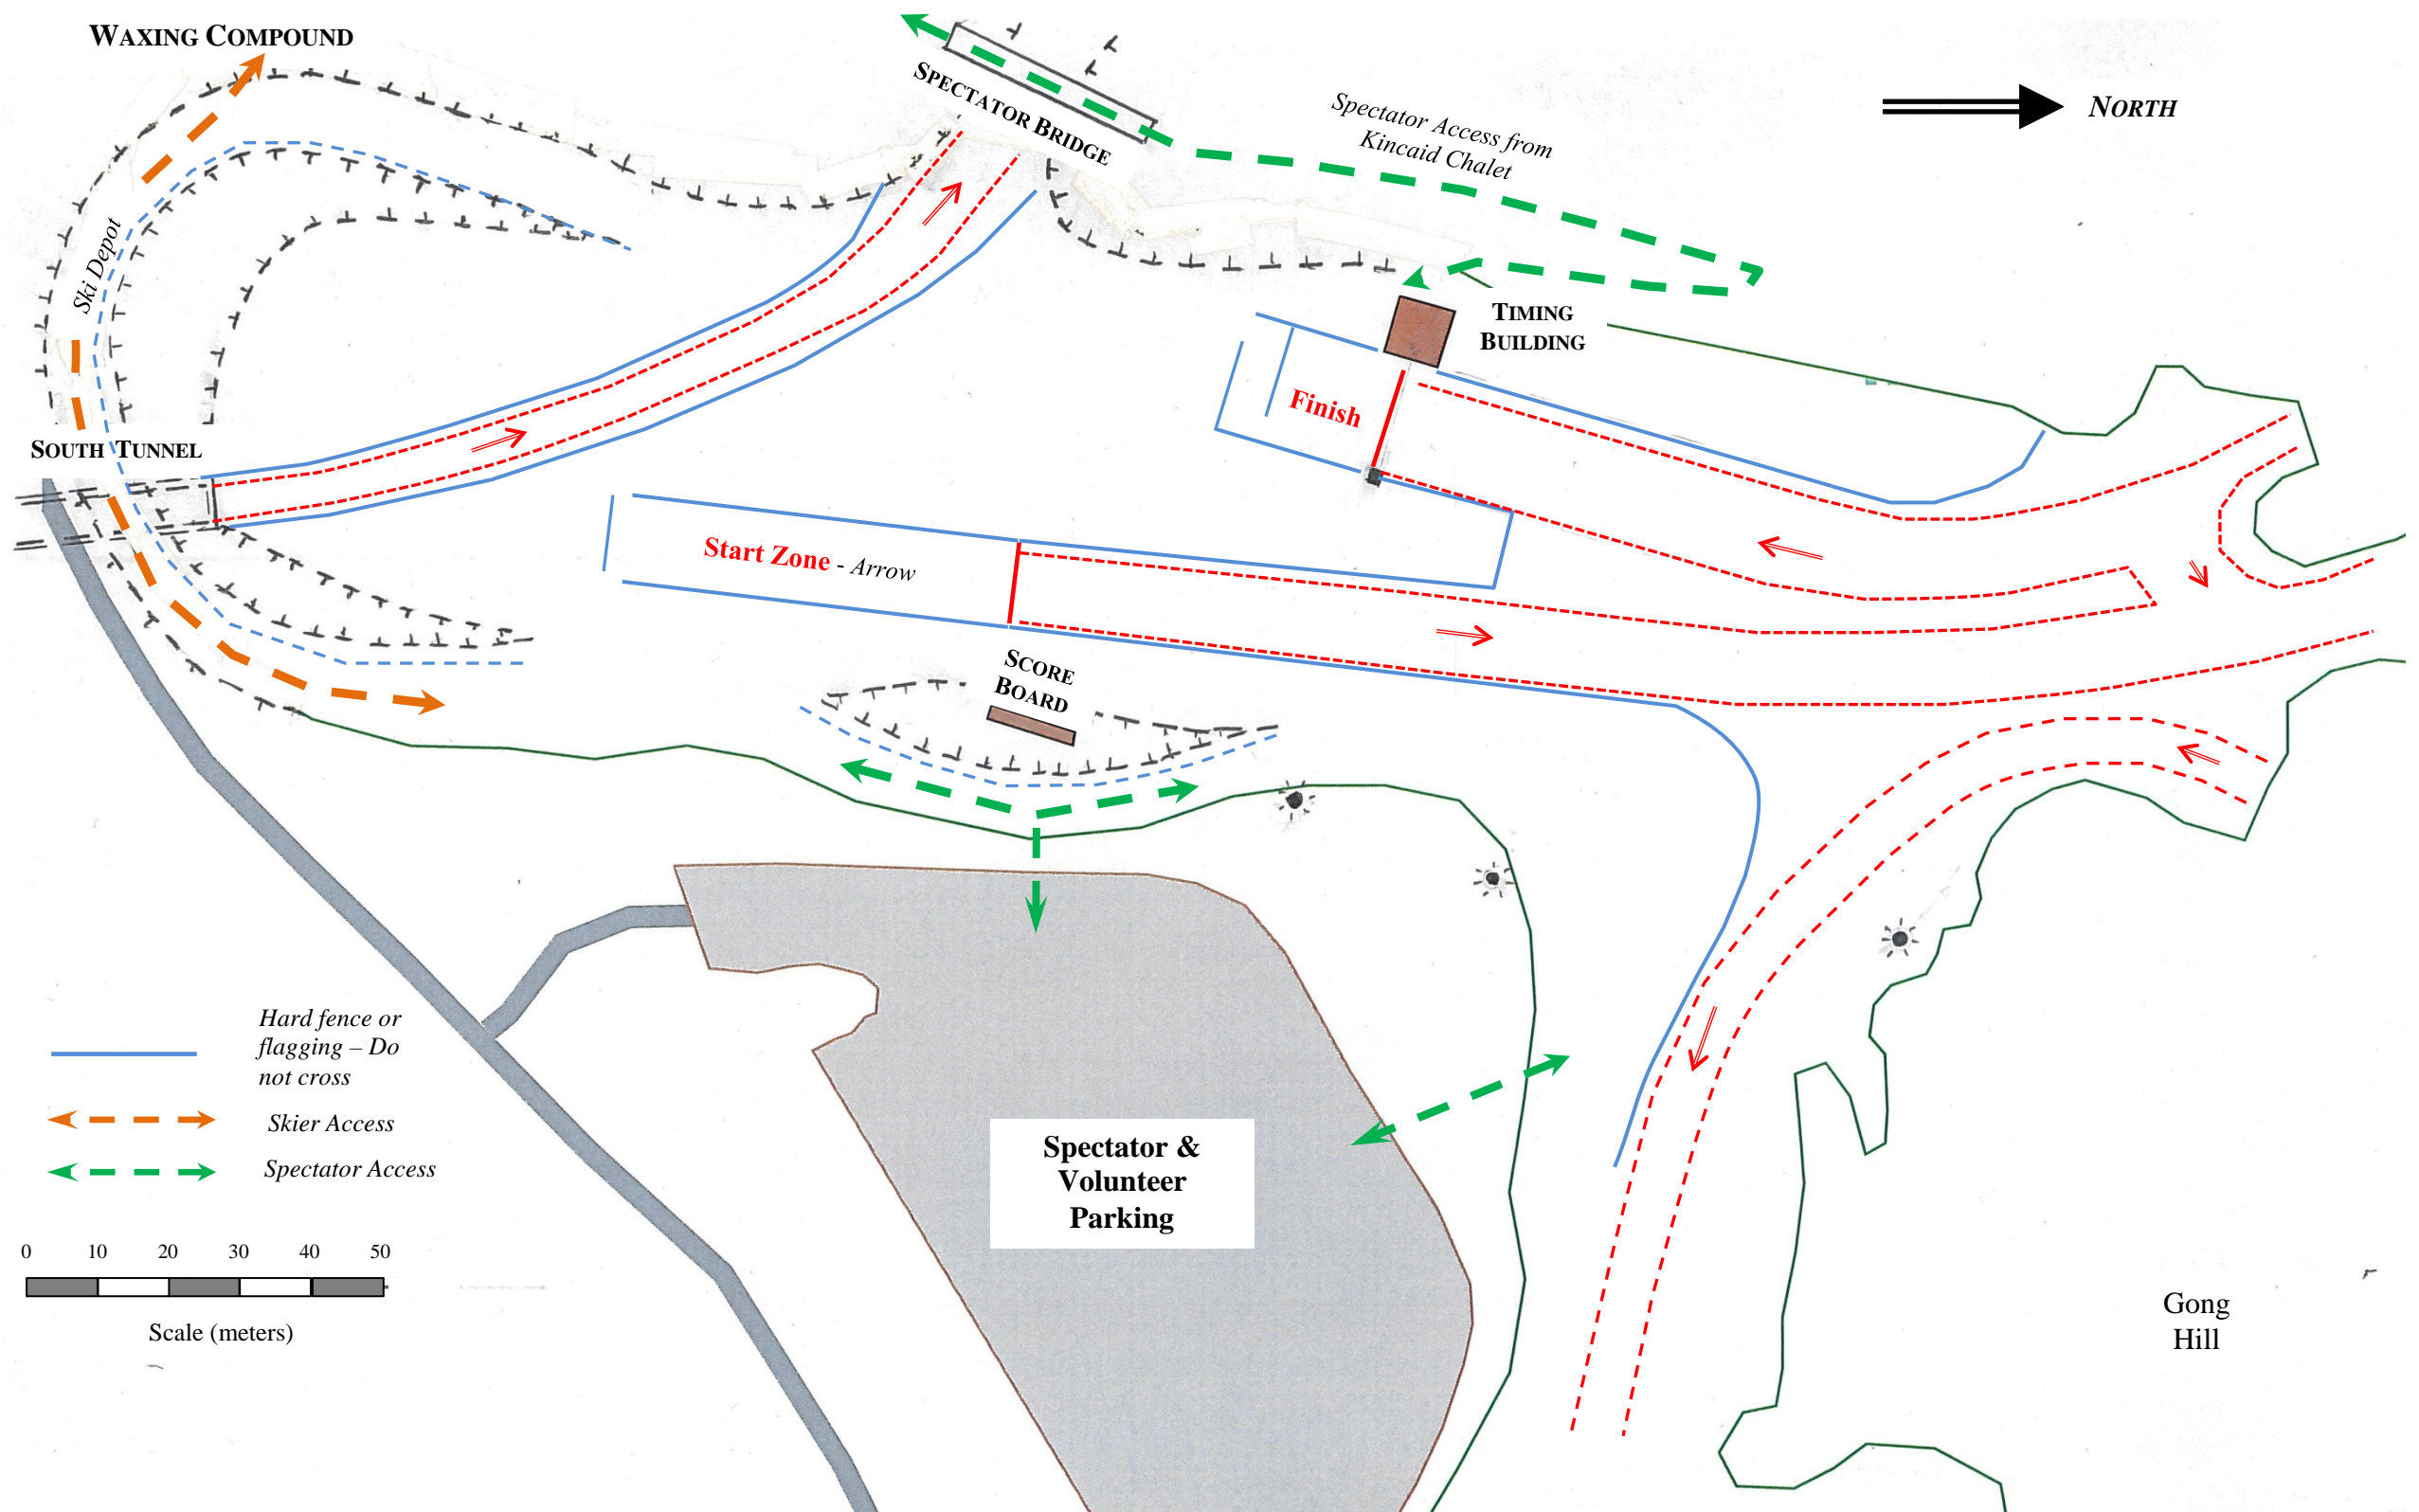 WAXING COMPOUND
SPECTATOR BRIDGE
Spectator Access from
Kincaid Chalet
NORTH
Ski Depot
TIMING
BUILDING
Finish
SOUTH TUNNEL
Start Zone - Arrow
SCORE
BOARD
Hard fence or
flagging – Do
not cross
Skier Access
Spectator Access
Spectator &
Volunteer
Parking
0 10 20 30 40 50
Scale (meters)
Gong
Hill